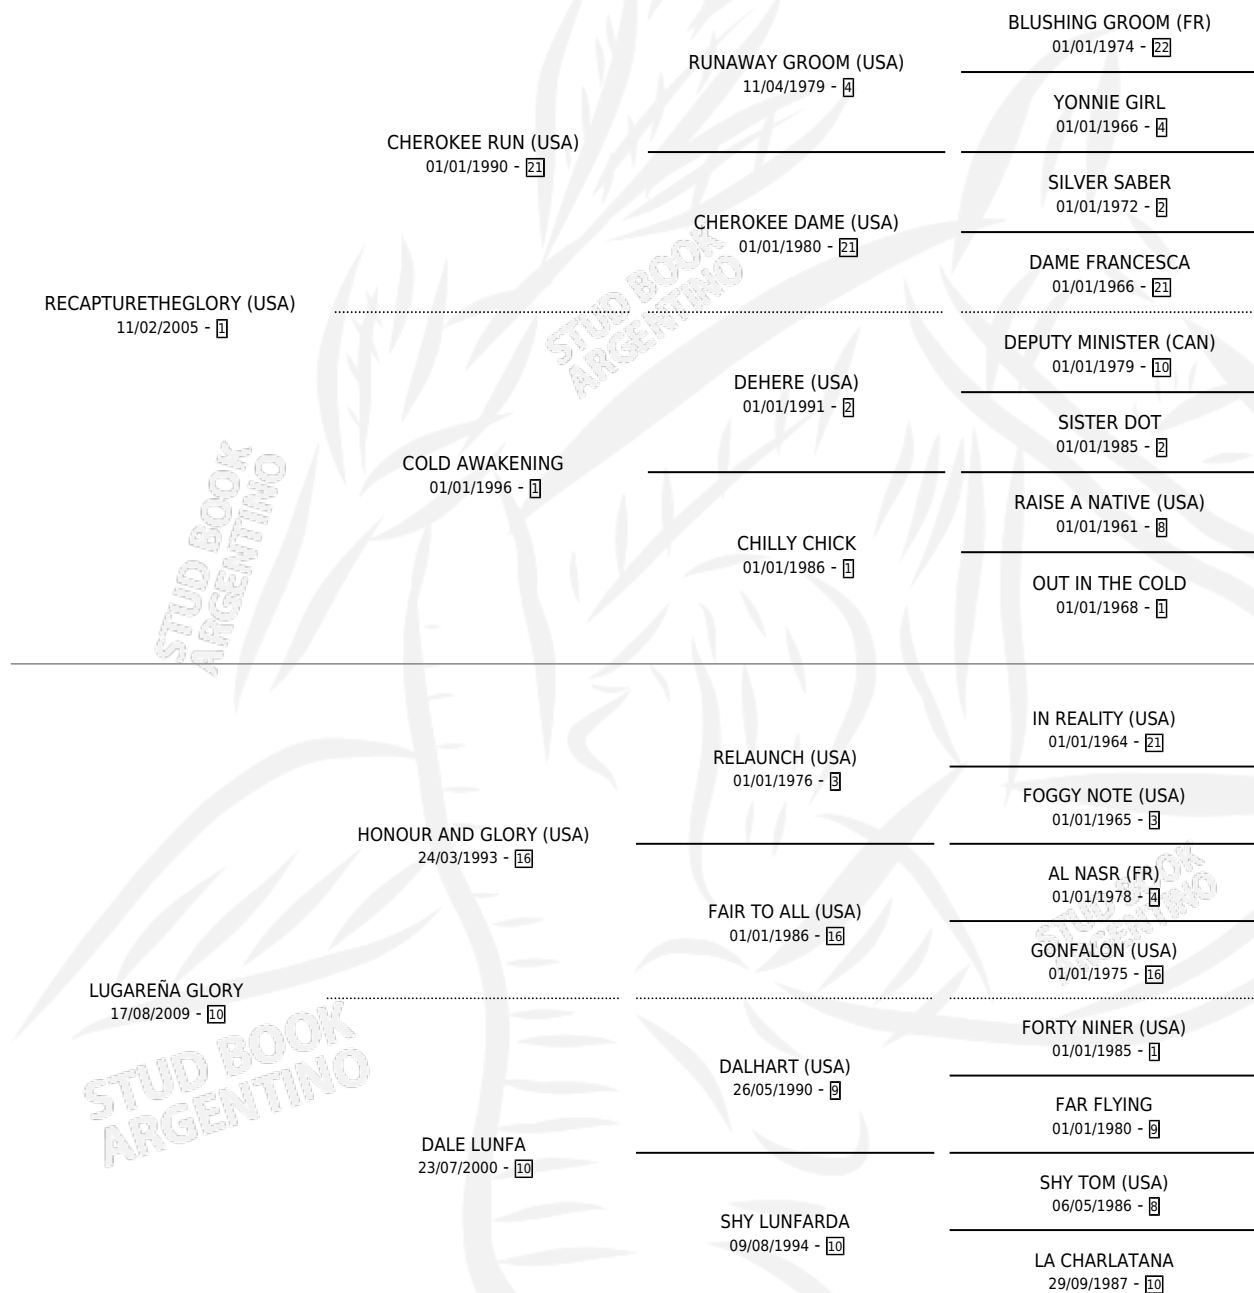 BLUSHING GROOM (FR)
01/01/1974 - 22
RUNAWAY GROOM (USA)
11/04/1979 - 4
YONNIE GIRL
01/01/1966 - 4
CHEROKEE RUN (USA)
01/01/1990 - 21
SILVER SABER
01/01/1972 - 2
CHEROKEE DAME (USA)
01/01/1980 - 21
DAME FRANCESCA
01/01/1966 - 21
RECAPTURETHEGLORY (USA)
11/02/2005 - 1
DEPUTY MINISTER (CAN)
01/01/1979 - 10
DEHERE (USA)
01/01/1991 - 2
SISTER DOT
01/01/1985 - 2
COLD AWAKENING
01/01/1996 - 1
RAISE A NATIVE (USA)
01/01/1961 - 8
CHILLY CHICK
01/01/1986 - 1
OUT IN THE COLD
01/01/1968 - 1
STUD BOOK
ARGENTINO
STUD BOOK
ARGENTINO
IN REALITY (USA)
01/01/1964 - 21
RELAUNCH (USA)
01/01/1976 - 3
FOGGY NOTE (USA)
01/01/1965 - 3
HONOUR AND GLORY (USA)
24/03/1993 - 16
AL NASR (FR)
01/01/1978 - 4
FAIR TO ALL (USA)
01/01/1986 - 16
GONFALON (USA)
01/01/1975 - 16
STUD BOOK
ARGENTINO
LUGAREÑA GLORY
17/08/2009 - 10
FORTY NINER (USA)
01/01/1985 - 1
DALHART (USA)
26/05/1990 - 9
FAR FLYING
01/01/1980 - 9
DALE LUNFA
23/07/2000 - 10
SHY TOM (USA)
06/05/1986 - 8
SHY LUNFARDA
09/08/1994 - 10
LA CHARLATANA
29/09/1987 - 10
STUD BOOK
ARGENTINO